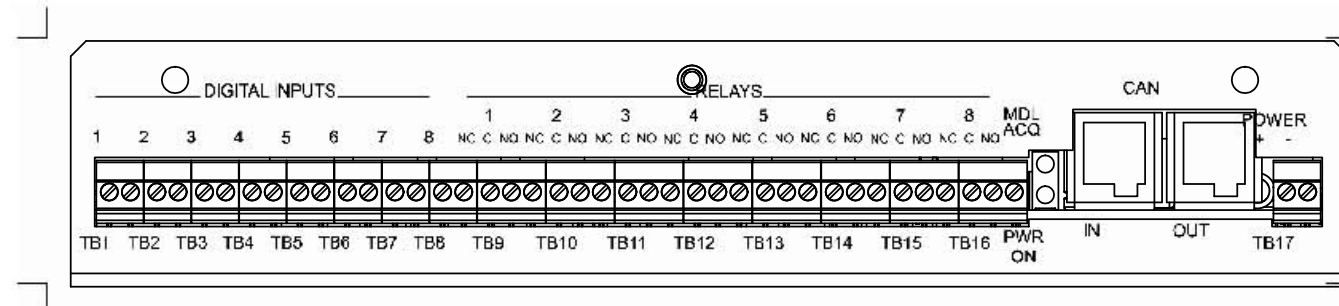 DIGITAL INPUTS
RELAYS
CAN
POWER
+ -
1 2 3 4 5 6 7 8
1 2 3 4 5 6 7 8
MDL
ACQ
NC C NO NC C NO NC C NO NC C NO NC C NO NC C NO NC C NO NC C NO
TB1 TB2 TB3 TB4 TB5 TB6 TB7 TB8 TB9 TB10 TB11 TB12 TB13 TB14 TB15 TB16
PWR
ON
IN
OUT
TB17